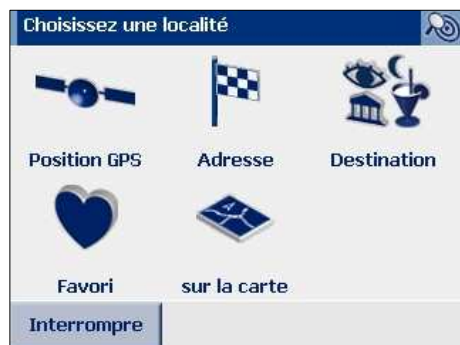 Choisissez une localité
Position GPS
Adresse
Destination
Favori
sur la carte
Interrompre